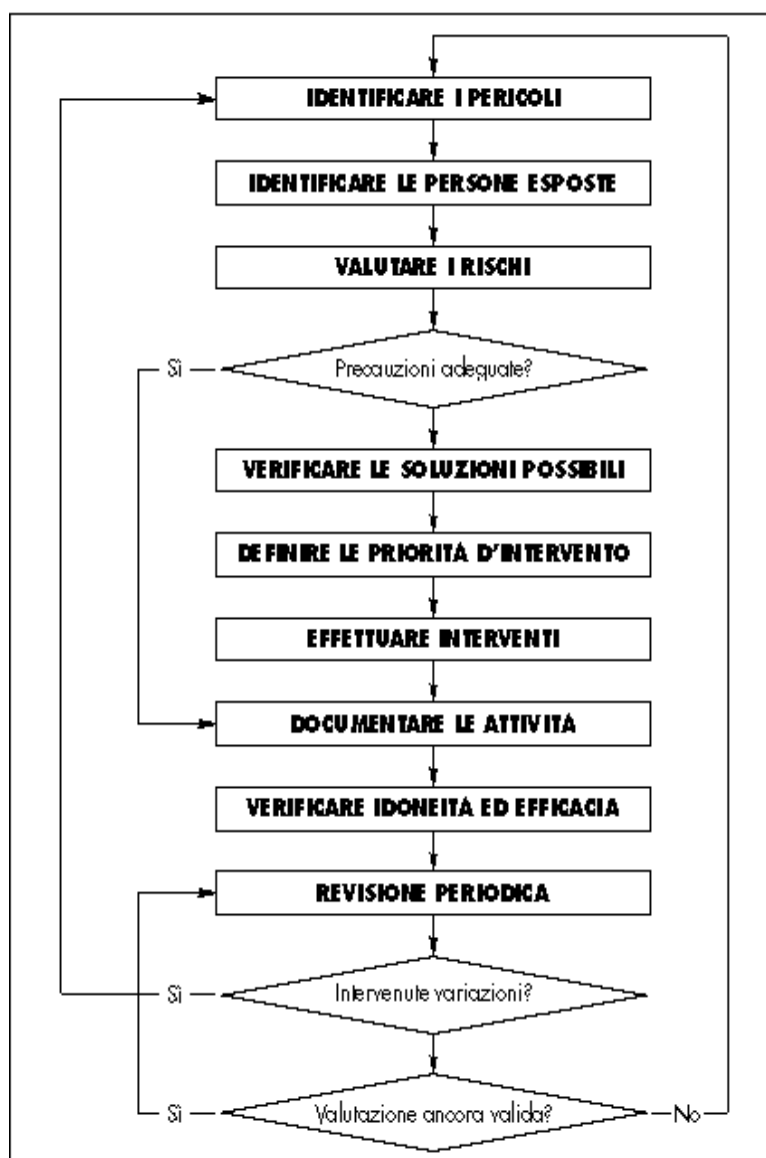 IDENTIFICARE I PERICOLI
IDENTIFICARE LE PERSONE ESPOSTE
VALUTARE I RISCHI
Sì
Precauzioni adeguate?
VERIFICARE LE SOLUZIONI POSSIBILI
DEFINIRE LE PRIORITÀ D'INTERVENTO
EFFETTUARE INTERVENTI
DOCUMENTARE LE ATTIVITÀ
VERIFICARE IDONEITÀ ED EFFICACIA
REVISIONE PERIODICA
Sì
Intervenute variazioni?
Sì
Valutazione ancora valida?
No